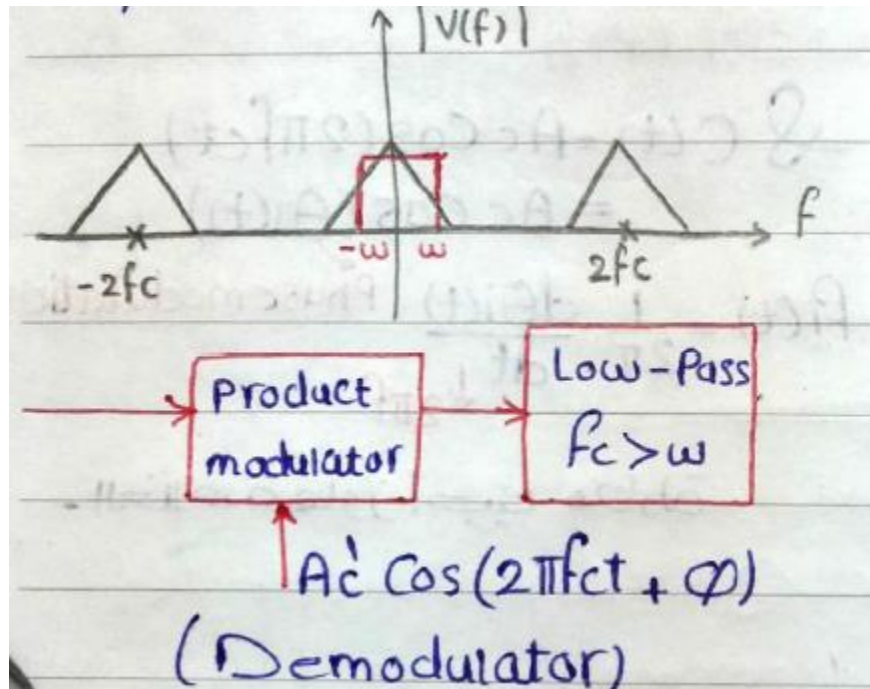 |V(f)|
f
-ω ω
-2fc 2fc
Product modulator
Low-Pass
fc>ω
Ac' Cos(2πfct + φ)
(Demodulator)